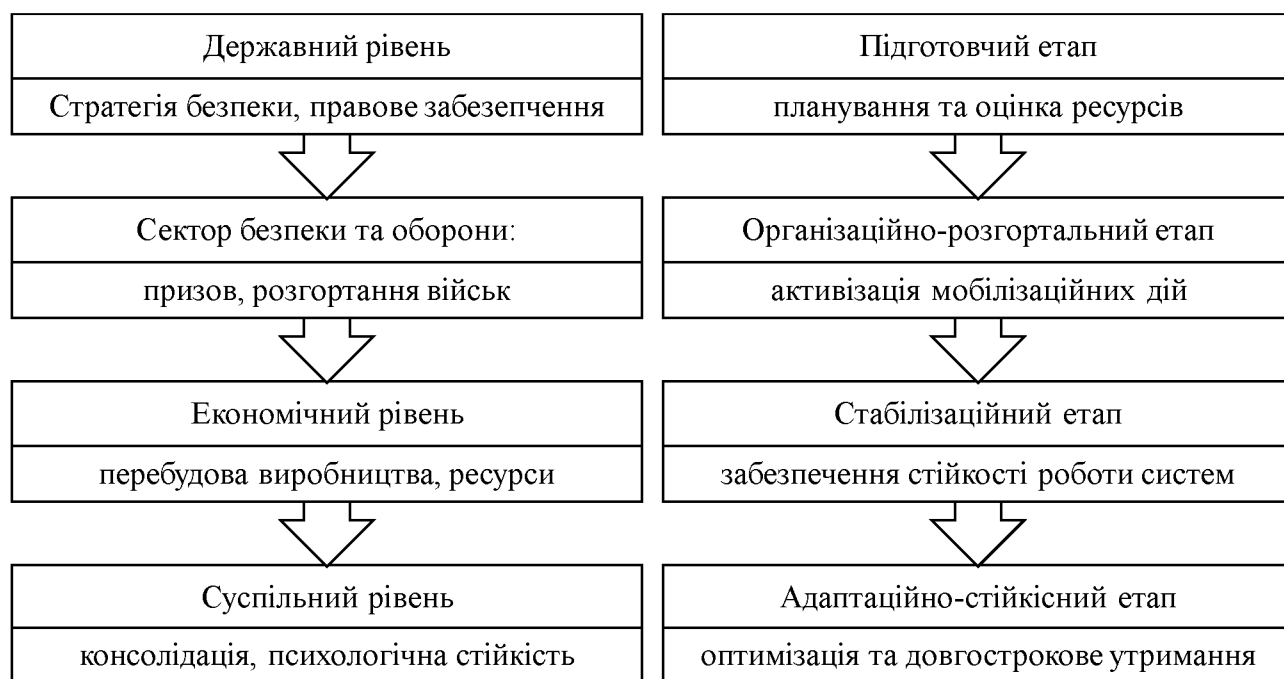 Державний рівень
Стратегія безпеки, правове забезепчення
Сектор безпеки та оборони:
призов, розгортання військ
Економічний рівень
перебудова виробництва, ресурси
Суспільний рівень
консолідація, психологічна стійкість
Підготовчий етап
планування та оцінка ресурсів
Організаційно-розгортальний етап
активізація мобілізаційних дій
Стабілізаційний етап
забезпечення стійкості роботи систем
Адаптаційно-стійкісний етап
оптимізація та довгострокове утримання